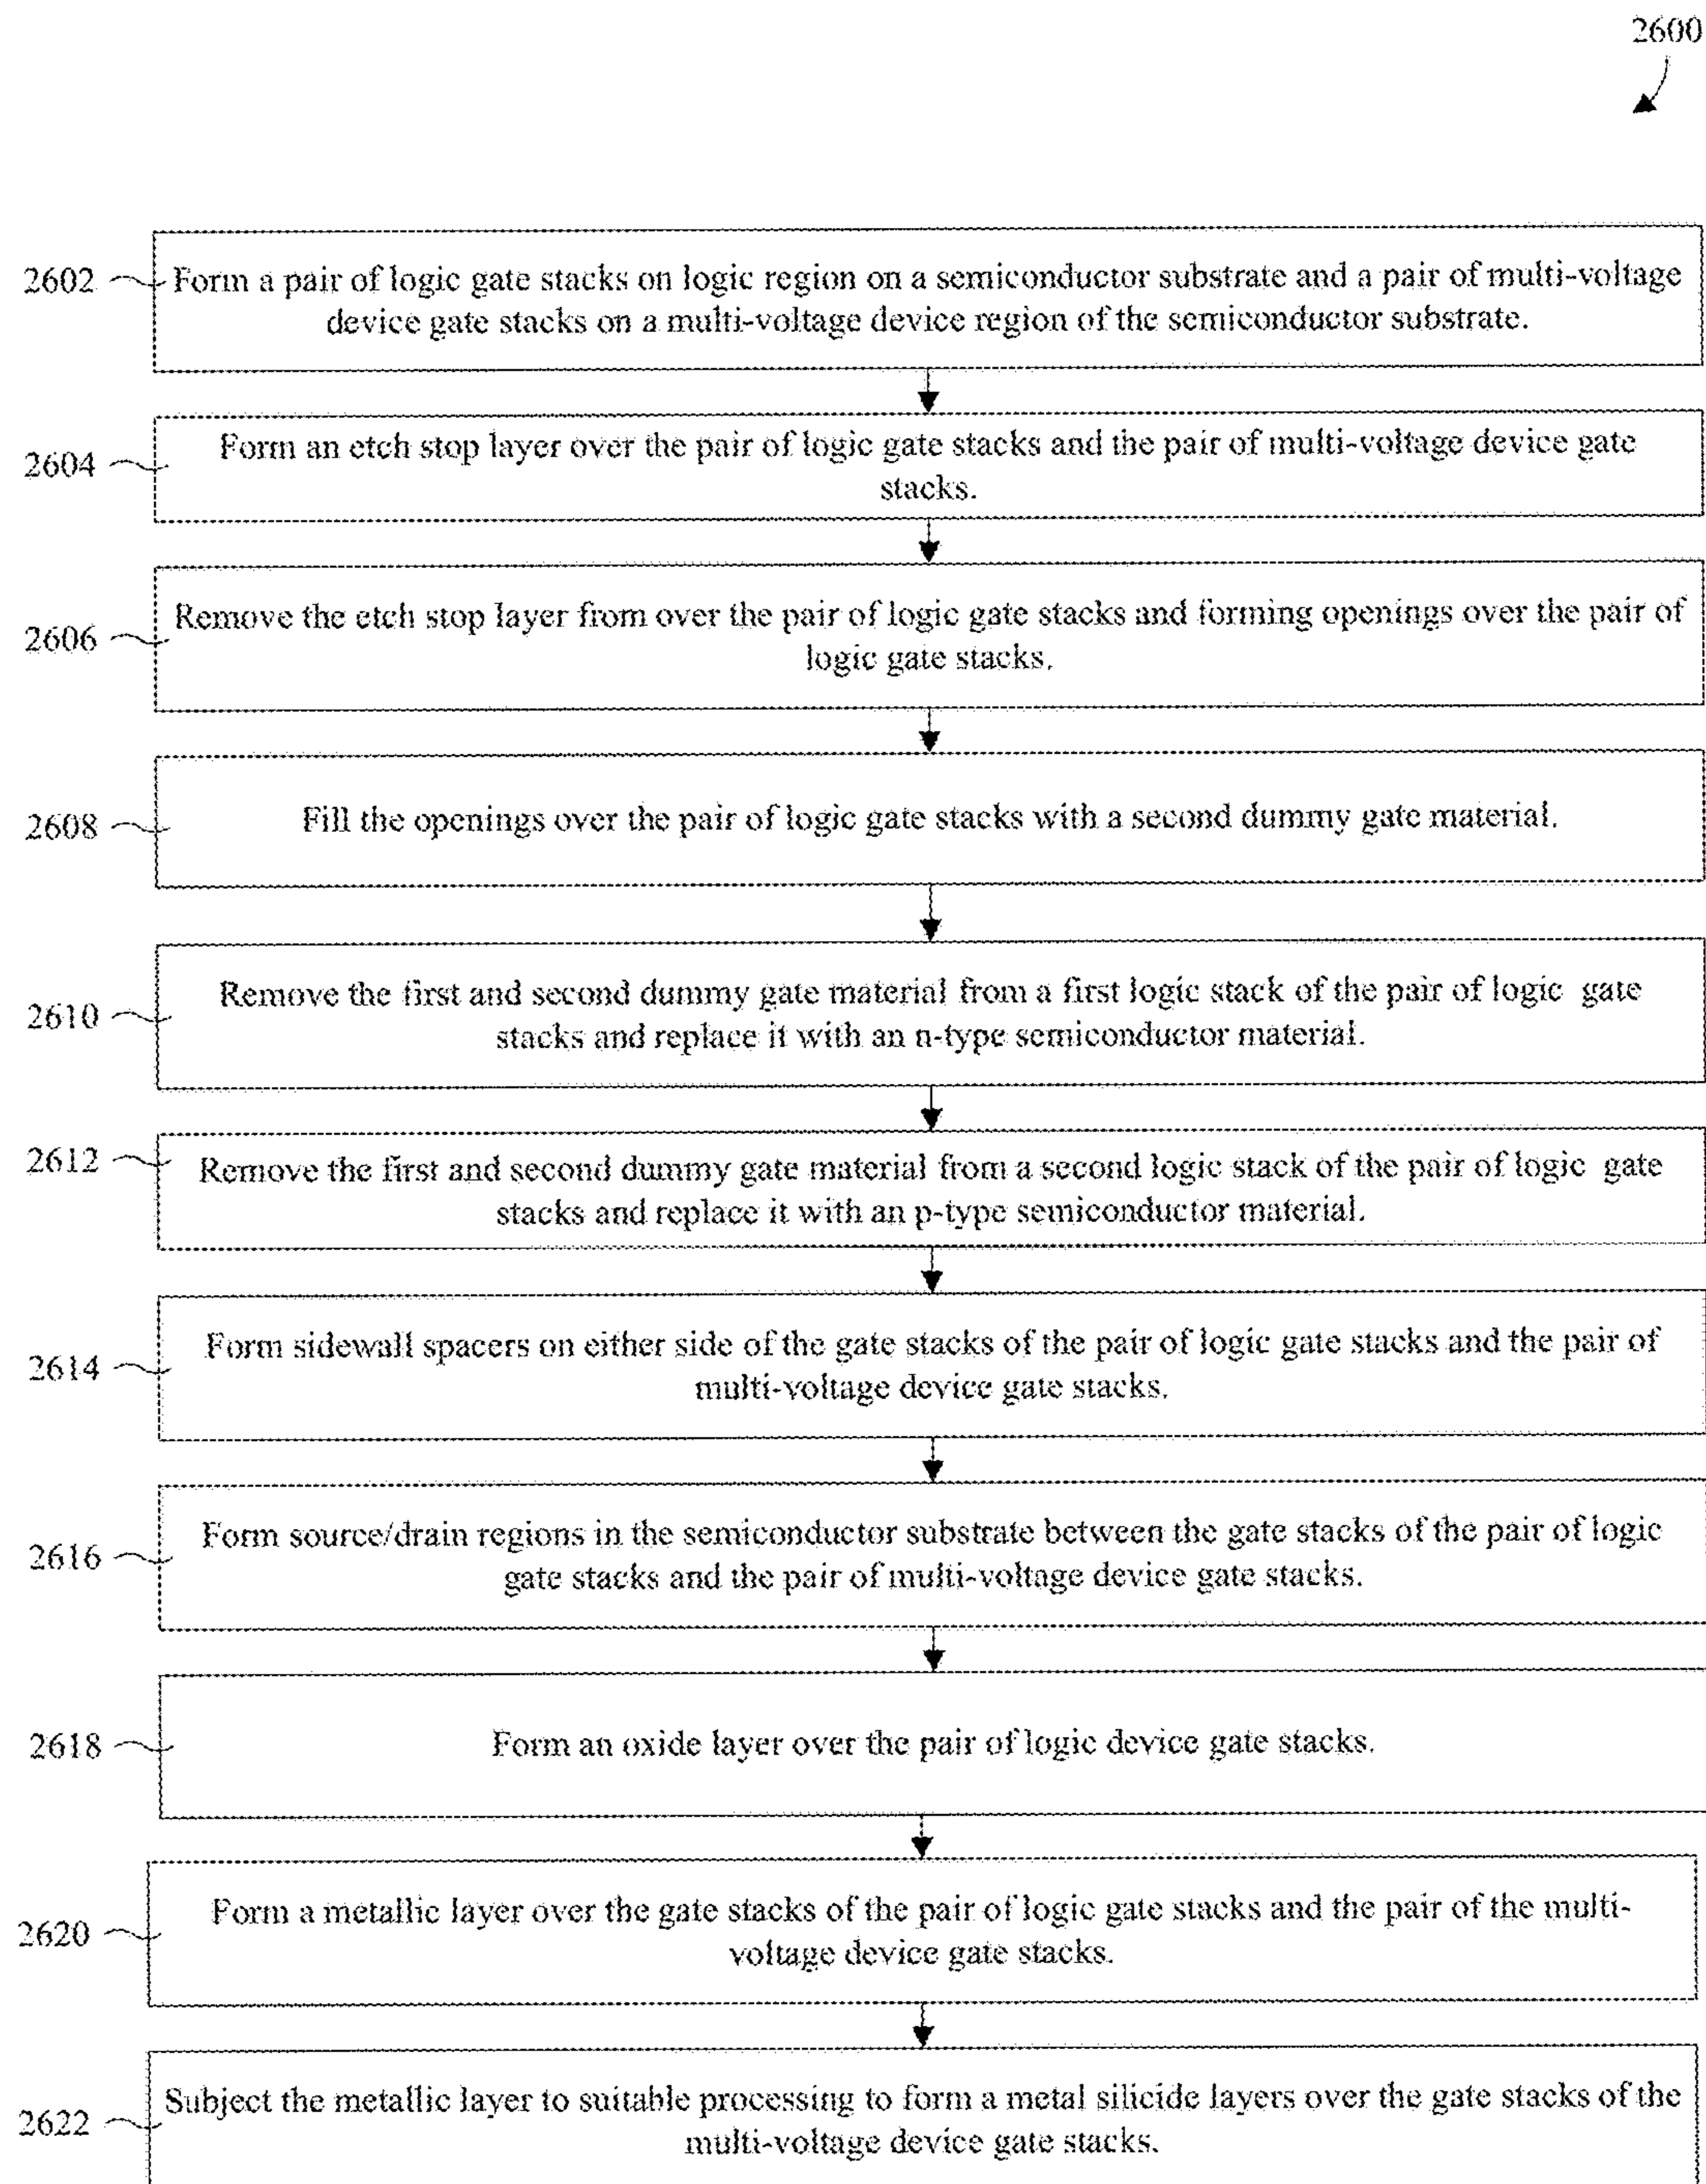 2600
2602
Form a pair of logic gate stacks on logic region on a semiconductor substrate and a pair of multi-voltage
device gate stacks on a multi-voltage device region of the semiconductor substrate.
2604
Form an etch stop layer over the pair of logic gate stacks and the pair of multi-voltage device gate
stacks.
2606
Remove the etch stop layer from over the pair of logic gate stacks and forming openings over the pair of
logic gate stacks.
2608
Fill the openings over the pair of logic gate stacks with a second dummy gate material.
2610
Remove the first and second dummy gate material from a first logic stack of the pair of logic gate
stacks and replace it with an n-type semiconductor material.
2612
Remove the first and second dummy gate material from a second logic stack of the pair of logic gate
stacks and replace it with an p-type semiconductor material.
2614
Form sidewall spacers on either side of the gate stacks of the pair of logic gate stacks and the pair of
multi-voltage device gate stacks.
2616
Form source/drain regions in the semiconductor substrate between the gate stacks of the pair of logic
gate stacks and the pair of multi-voltage device gate stacks.
2618
Form an oxide layer over the pair of logic device gate stacks.
2620
Form a metallic layer over the gate stacks of the pair of logic gate stacks and the pair of the multi-
voltage device gate stacks.
2622
Subject the metallic layer to suitable processing to form a metal silicide layers over the gate stacks of the
multi-voltage device gate stacks.